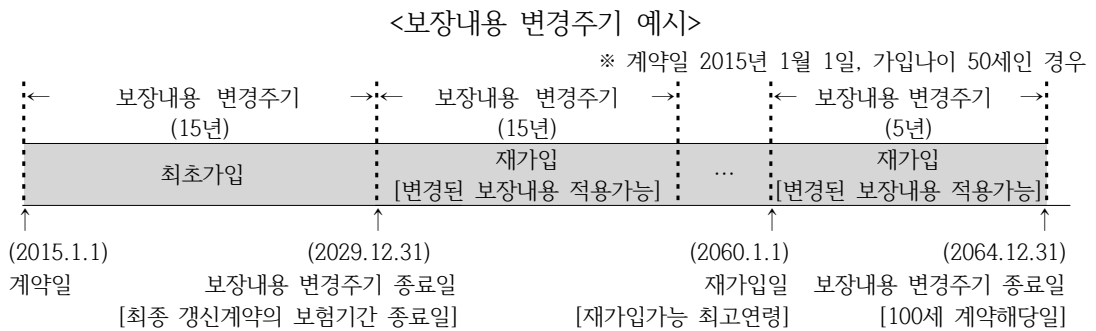 <보장내용 변경주기 예시>
※ 계약일 2015년 1월 1일, 가입나이 50세인 경우
← 보장내용 변경주기 → ← 보장내용 변경주기 → ← 보장내용 변경주기 →
(15년) (15년) (5년)
최초가입 재가입 … 재가입
[변경된 보장내용 적용가능] [변경된 보장내용 적용가능]
↑ ↑ ↑ ↑
(2015.1.1) (2029.12.31) (2060.1.1) (2064.12.31)
계약일 보장내용 변경주기 종료일 재가입일 보장내용 변경주기 종료일
[최종 갱신계약의 보험기간 종료일] [재가입가능 최고연령] [100세 계약해당일]